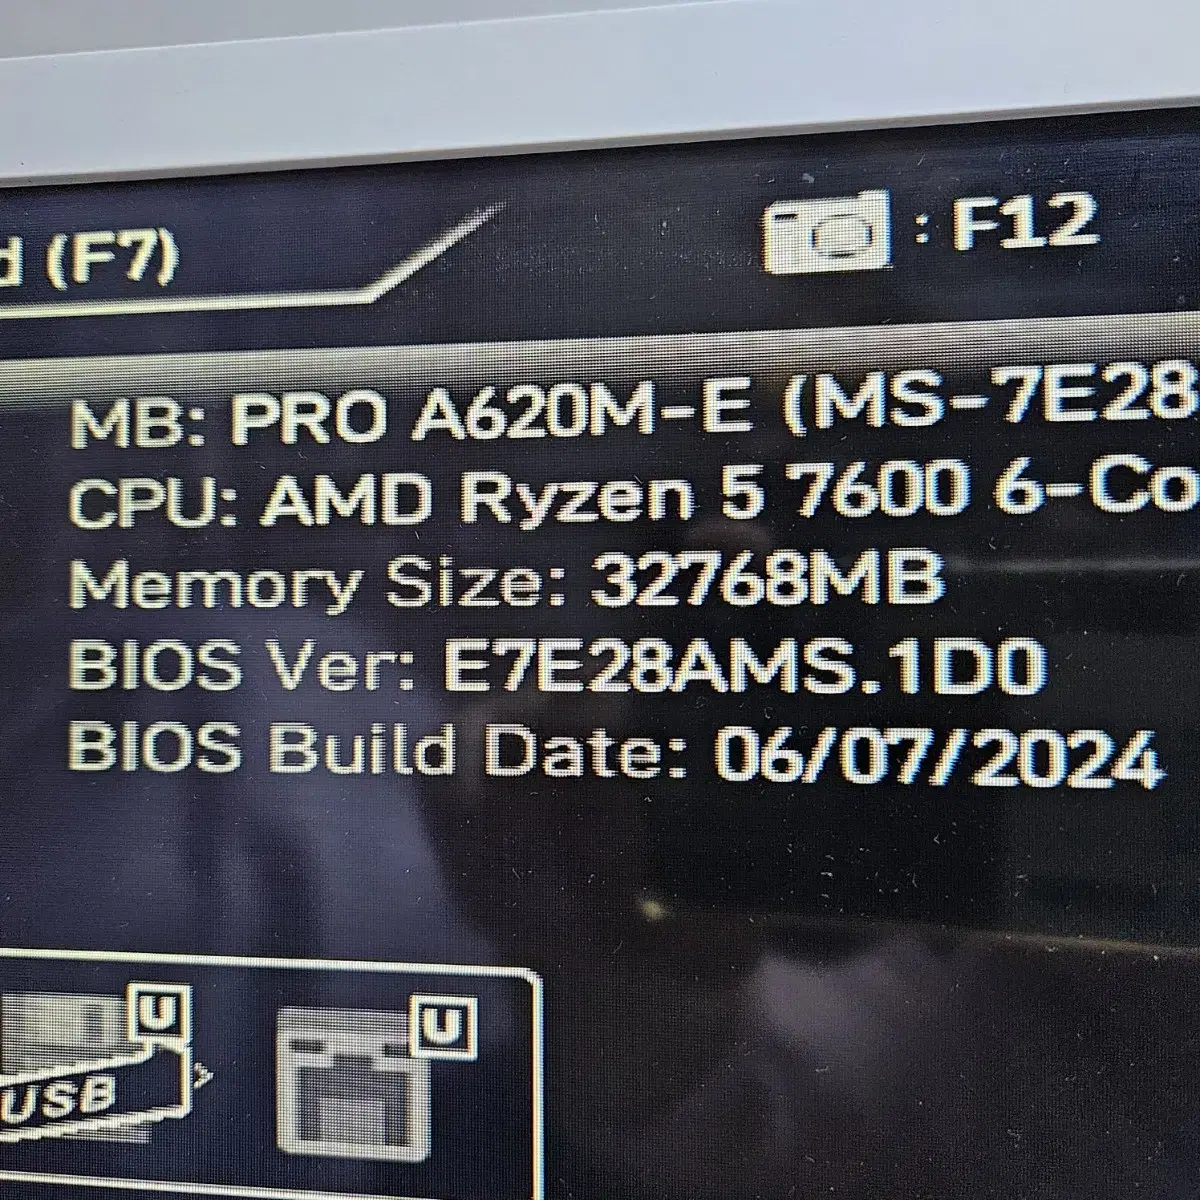 d (F7)
: F12
MB: PRO A620M-E (MS-7E28
CPU: AMD Ryzen 5 7600 6-Co
Memory Size: 32768MB
BIOS Ver: E7E28AMS.1D0
BIOS Build Date: 06/07/2024
U
U
USB